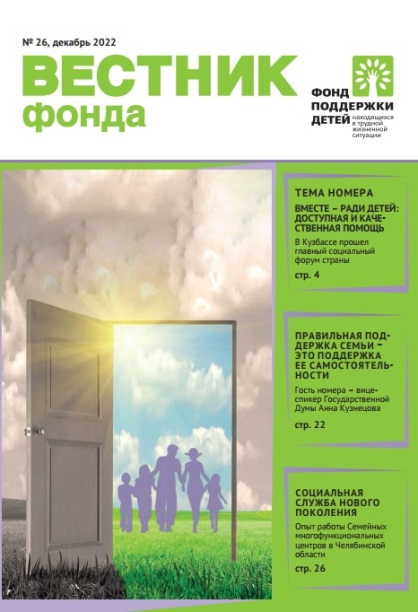 № 26, декабрь 2022
ВЕСТНИК
фонда
ФОНД
ПОДДЕРЖКИ
ДЕТЕЙ находящихся
в трудной
жизненной
ситуации
ТЕМА НОМЕРА
ВМЕСТЕ – РАДИ ДЕТЕЙ:
ДОСТУПНАЯ И КАЧЕ-
СТВЕННАЯ ПОМОЩЬ
В Кузбассе прошел
главный социальный
форум страны
стр. 4
ПРАВИЛЬНАЯ ПОД-
ДЕРЖКА СЕМЬИ –
ЭТО ПОДДЕРЖКА
ЕЕ САМОСТОЯТЕЛЬ-
НОСТИ
Гость номера – вице-
спикер Государственной
Думы Анна Кузнецова
стр. 22
СОЦИАЛЬНАЯ
СЛУЖБА НОВОГО
ПОКОЛЕНИЯ
Опыт работы Семейных
многофункциональных
центров в Челябинской
области
стр. 26